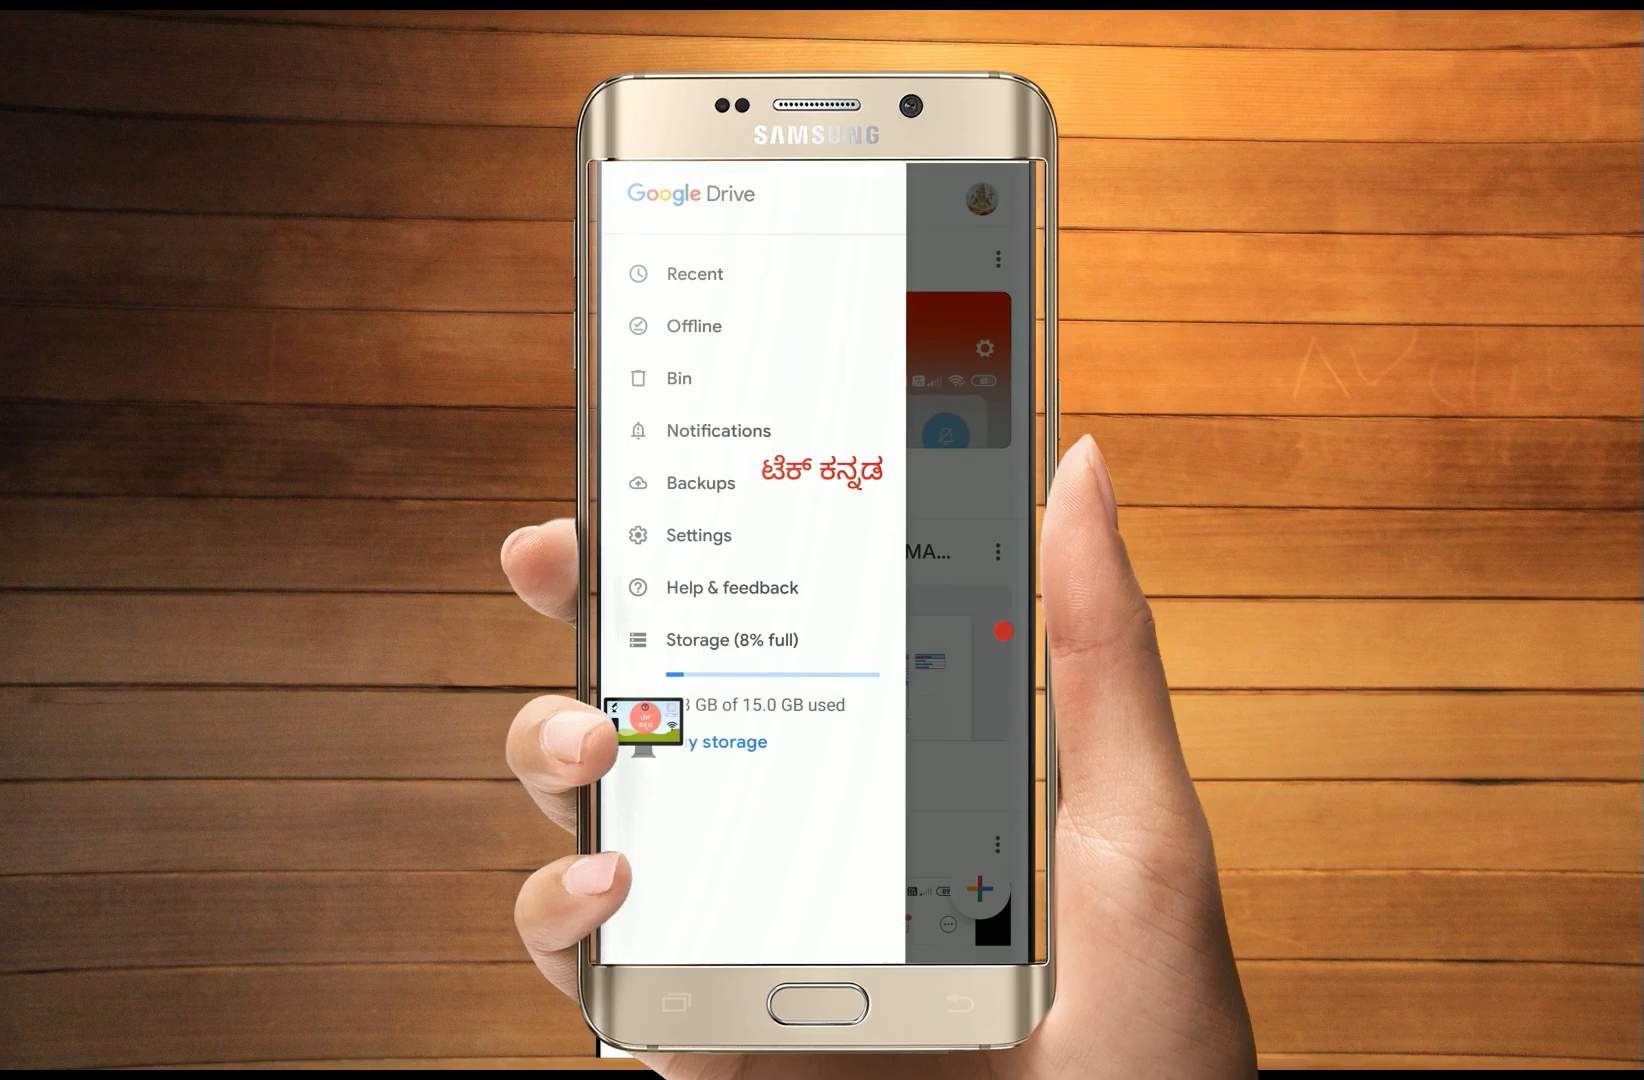 SAMSUNG
Google Drive
Recent
Offline
Bin
Notifications
ಟೆಕ್ ಕನ್ನಡ
Backups
Settings
MA...
Help & feedback
Storage (8% full)
GB of 15.0 GB used
storage